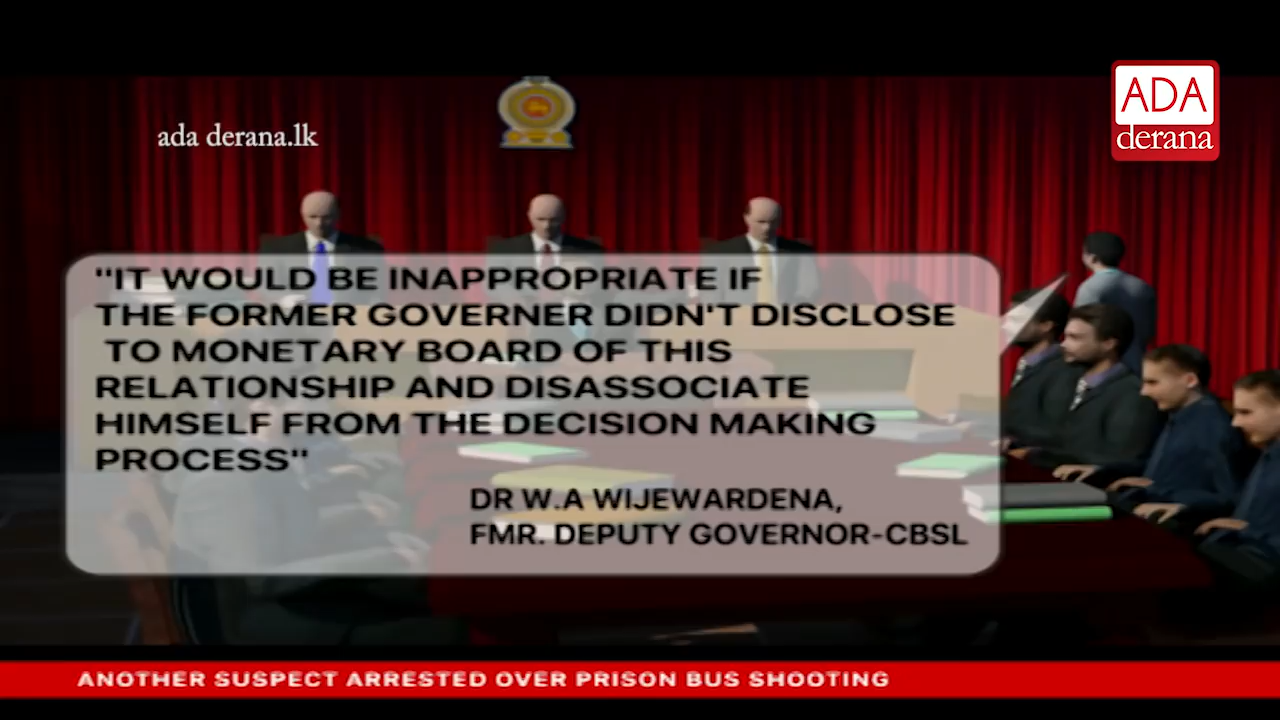 ada derana.lk
ADA
derana
"IT WOULD BE INAPPROPRIATE IF
THE FORMER GOVERNER DIDN'T DISCLOSE
TO MONETARY BOARD OF THIS
RELATIONSHIP AND DISASSOCIATE
HIMSELF FROM THE DECISION MAKING
PROCESS"
DR W.A WIJEWARDENA,
FMR. DEPUTY GOVERNOR-CBSL
ANOTHER SUSPECT ARRESTED OVER PRISON BUS SHOOTING